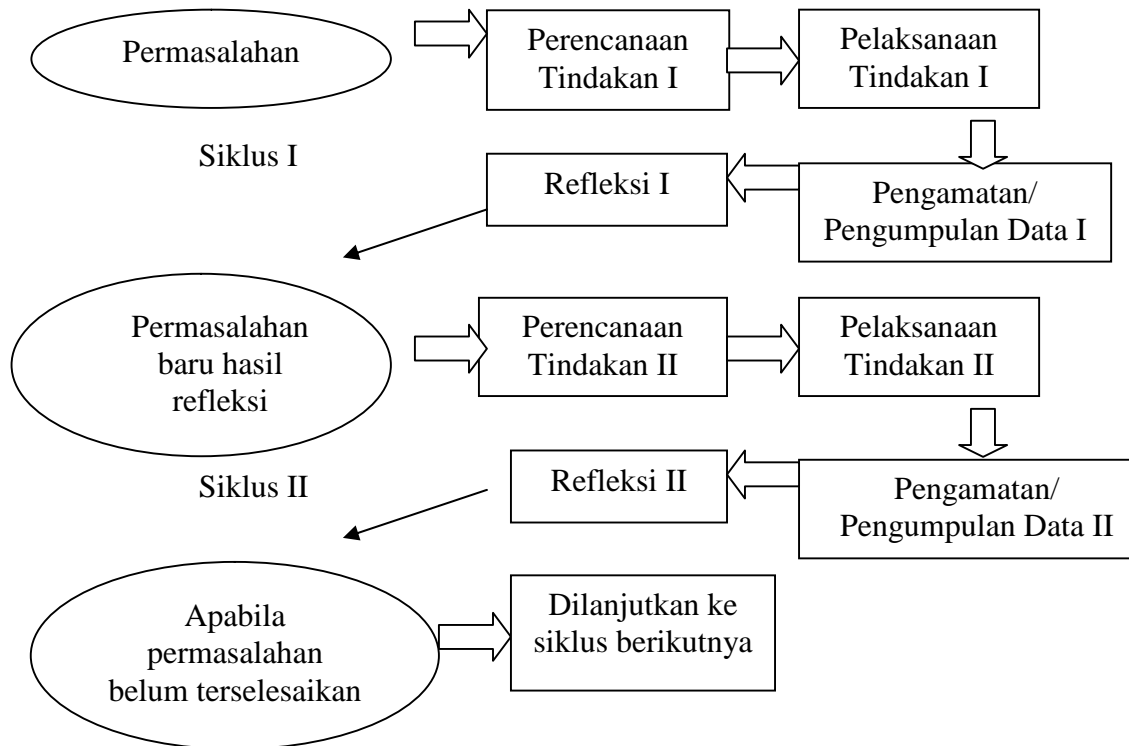 Permasalahan
Perencanaan
Tindakan I
Pelaksanaan
Tindakan I
Siklus I
Refleksi I
Pengamatan/
Pengumpulan Data I
Permasalahan
baru hasil
refleksi
Perencanaan
Tindakan II
Pelaksanaan
Tindakan II
Siklus II
Refleksi II
Pengamatan/
Pengumpulan Data II
Apabila
permasalahan
belum terselesaikan
Dilanjutkan ke
siklus berikutnya